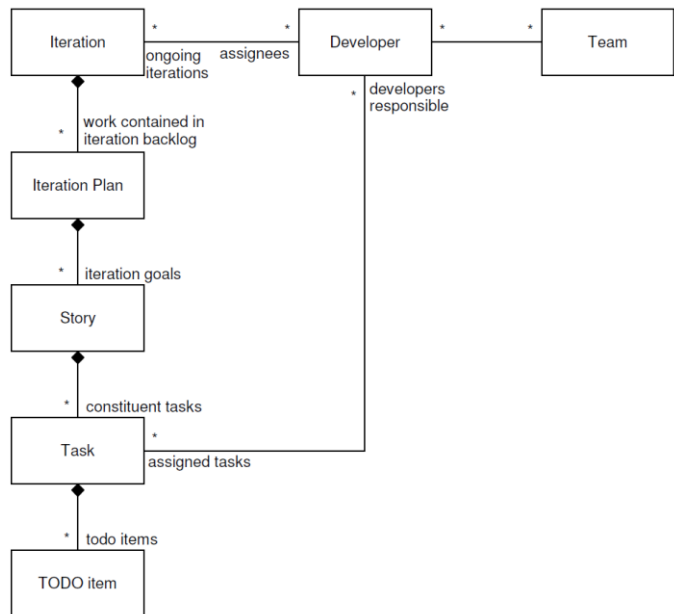 Iteration
*
ongoing
iterations
*
assignees
Developer
*
*
Team
*
developers
responsible
*
work contained in
iteration backlog
Iteration Plan
*
iteration goals
Story
*
constituent tasks
Task
*
assigned tasks
*
todo items
TODO item